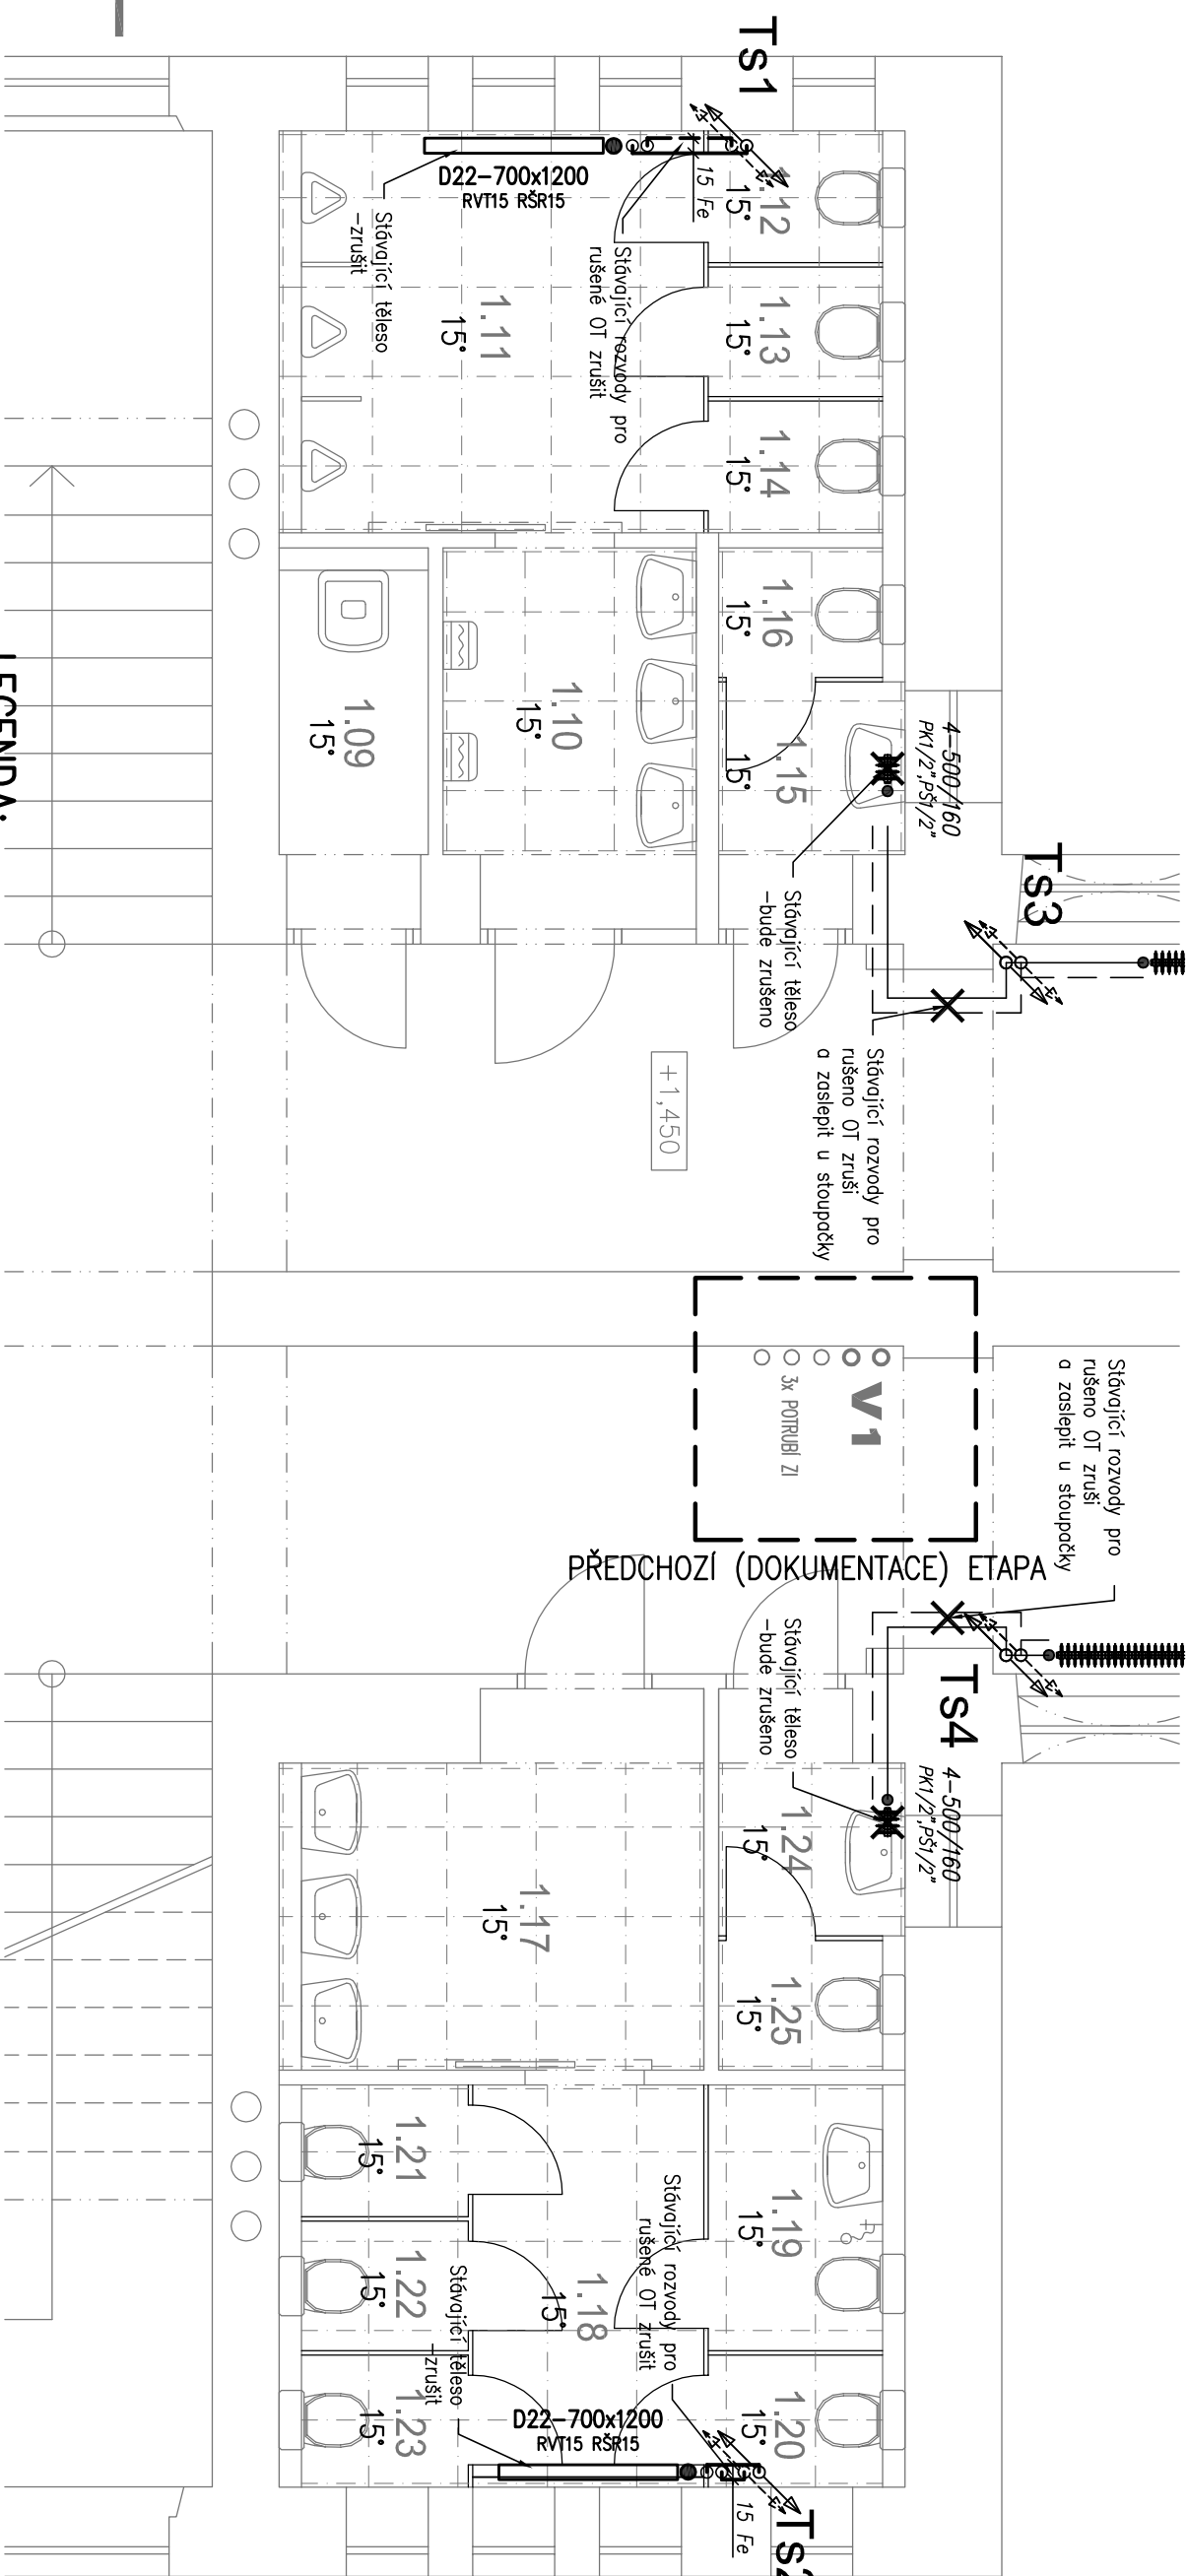 Ts1
D22-700x1200
RVT15 RŠR15
15 Fe
Stávající těleso
-zrušit
Stávající rozvody pro
rušené OT zrušit
1.12
15°
1.13
15°
1.14
15°
1.11
15°
1.16
15°
1.15
15°
1.10
15°
1.09
15°
4-500/160
PK1/2",PŠ1/2"
Stávající těleso
-bude zrušeno
Ts3
Stávající rozvody pro
rušeno OT zruší
a zaslepit u stoupačky
+1,450
LEGENDA:
V1
3x POTRUBÍ ZI
PŘEDCHOZÍ (DOKUMENTACE) ETAPA
Stávající rozvody pro
rušeno OT zruší
a zaslepit u stoupačky
Ts4
4-500/160
PK1/2",PŠ1/2"
Stávající těleso
-bude zrušeno
1.24
15°
1.17
15°
1.25
15°
1.21
15°
1.19
15°
1.22
15°
1.18
15°
1.23
15°
1.20
15°
Stávající rozvody pro
rušené OT zrušit
Stávající těleso
-zrušit
D22-700x1200
RVT15 RŠR15
15 Fe
Ts2